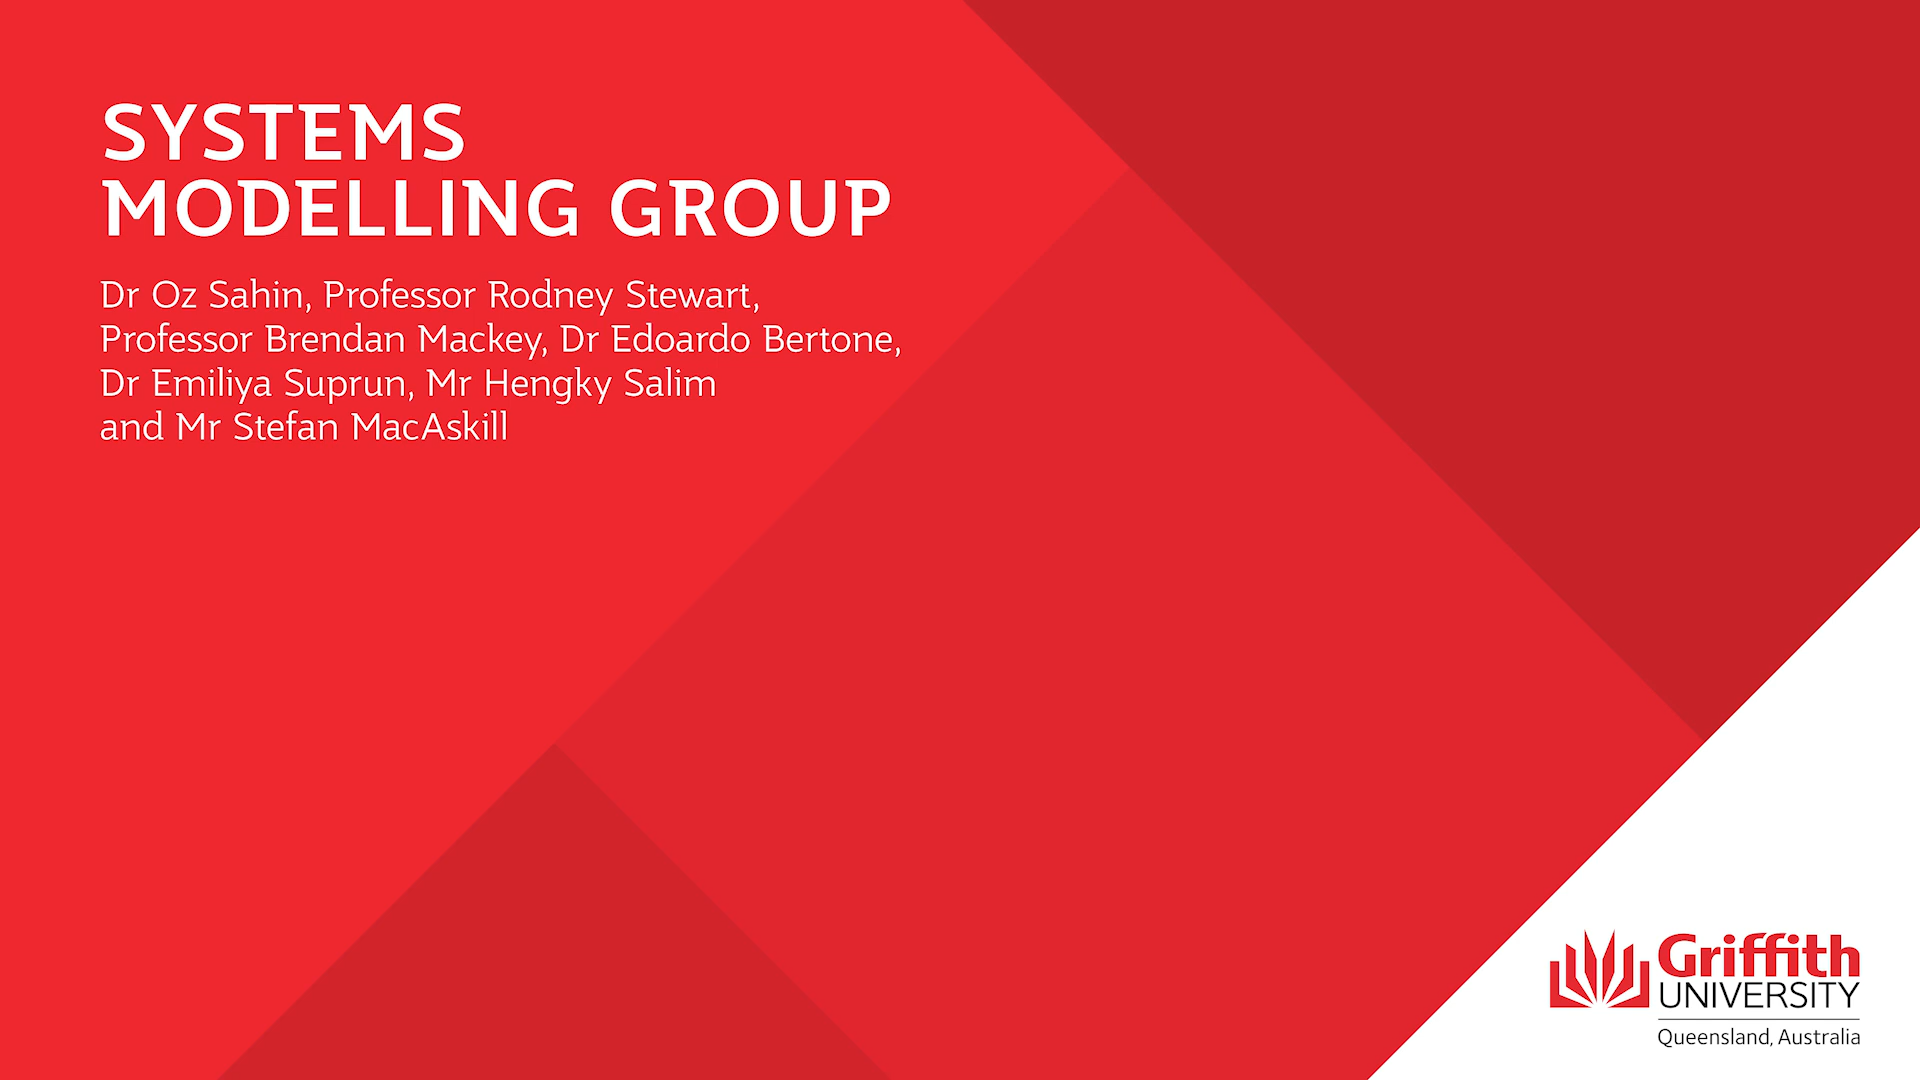 SYSTEMS
MODELLING GROUP
Dr Oz Sahin, Professor Rodney Stewart,
Professor Brendan Mackey, Dr Edoardo Bertone,
Dr Emiliya Suprun, Mr Hengky Salim
and Mr Stefan MacAskill
Griffith
UNIVERSITY
Queensland, Australia